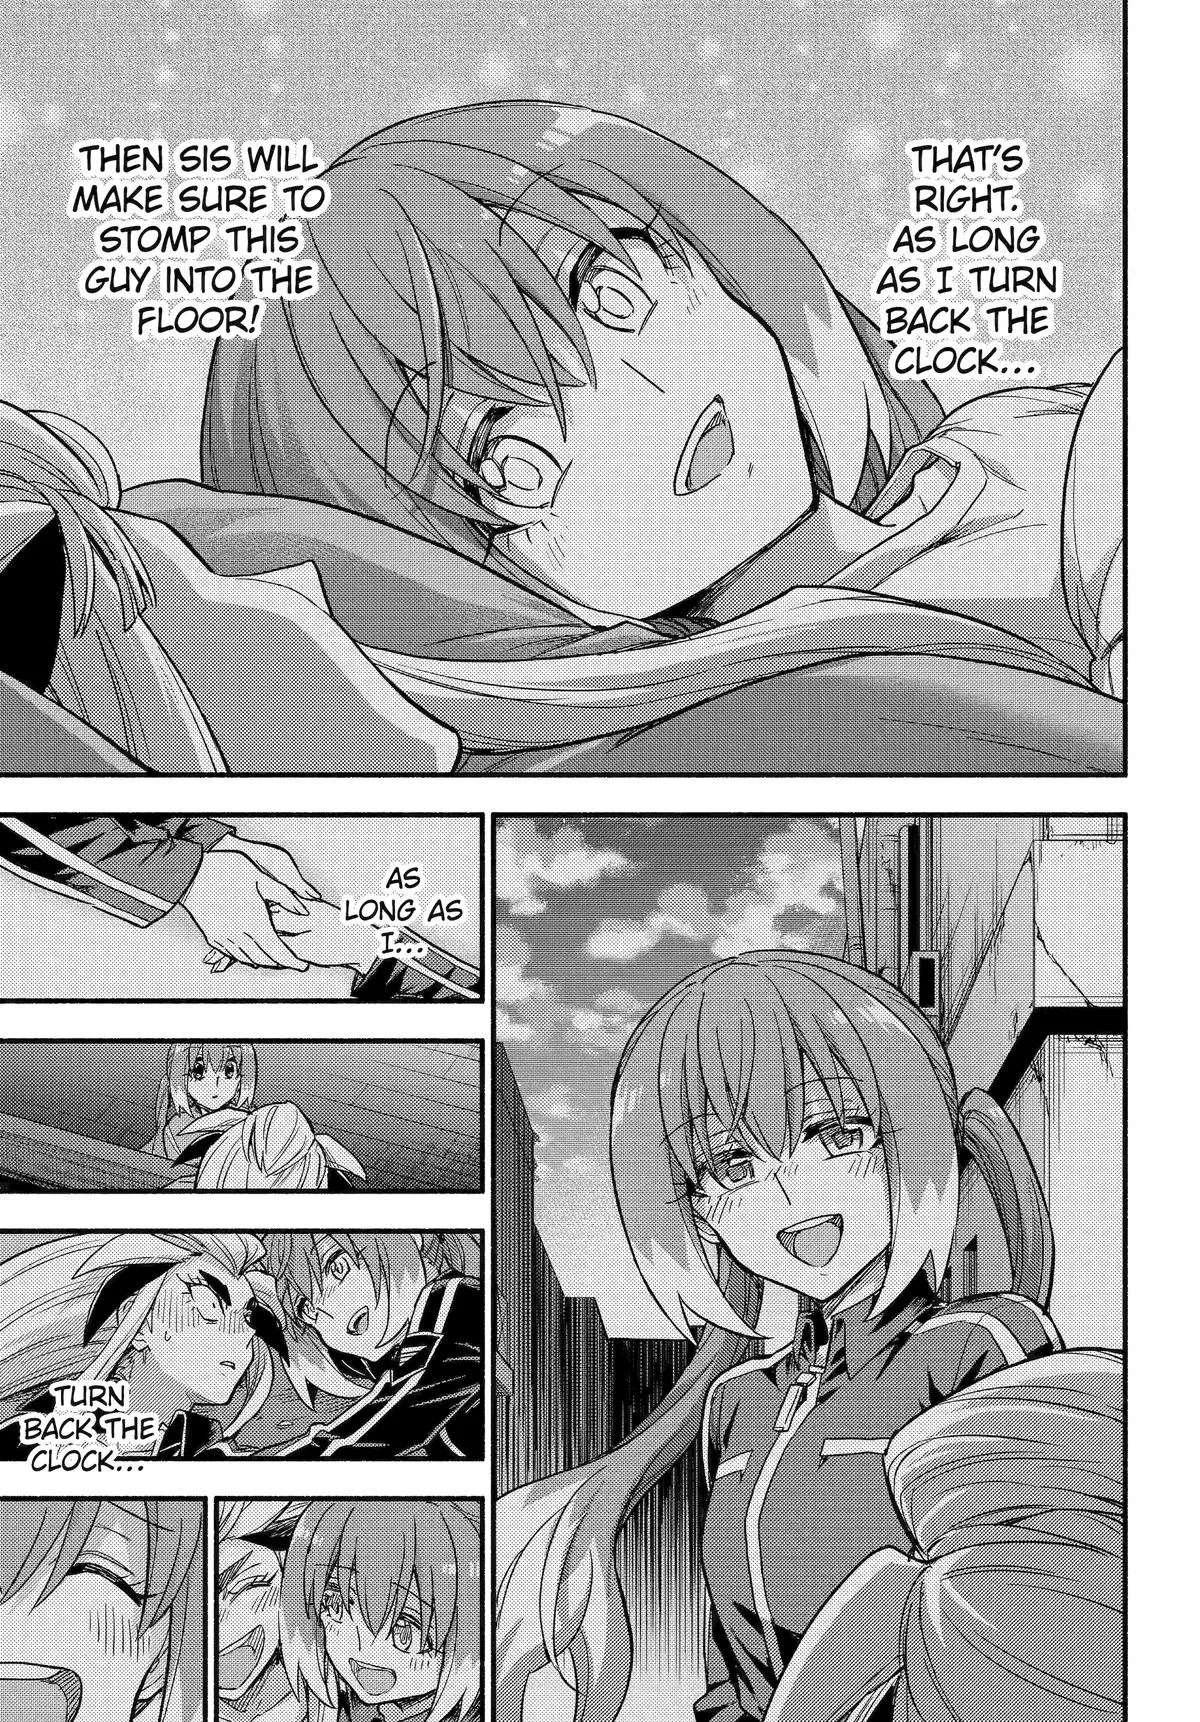 THAT'S
RIGHT.
AS LONG
AS I TURN
BACK THE
CLOCK...
THEN SIS WILL
MAKE SURE TO
STOMP THIS
GUY INTO THE
FLOOR!
AS
LONG AS
I...
TURN
BACK THE
CLOCK...